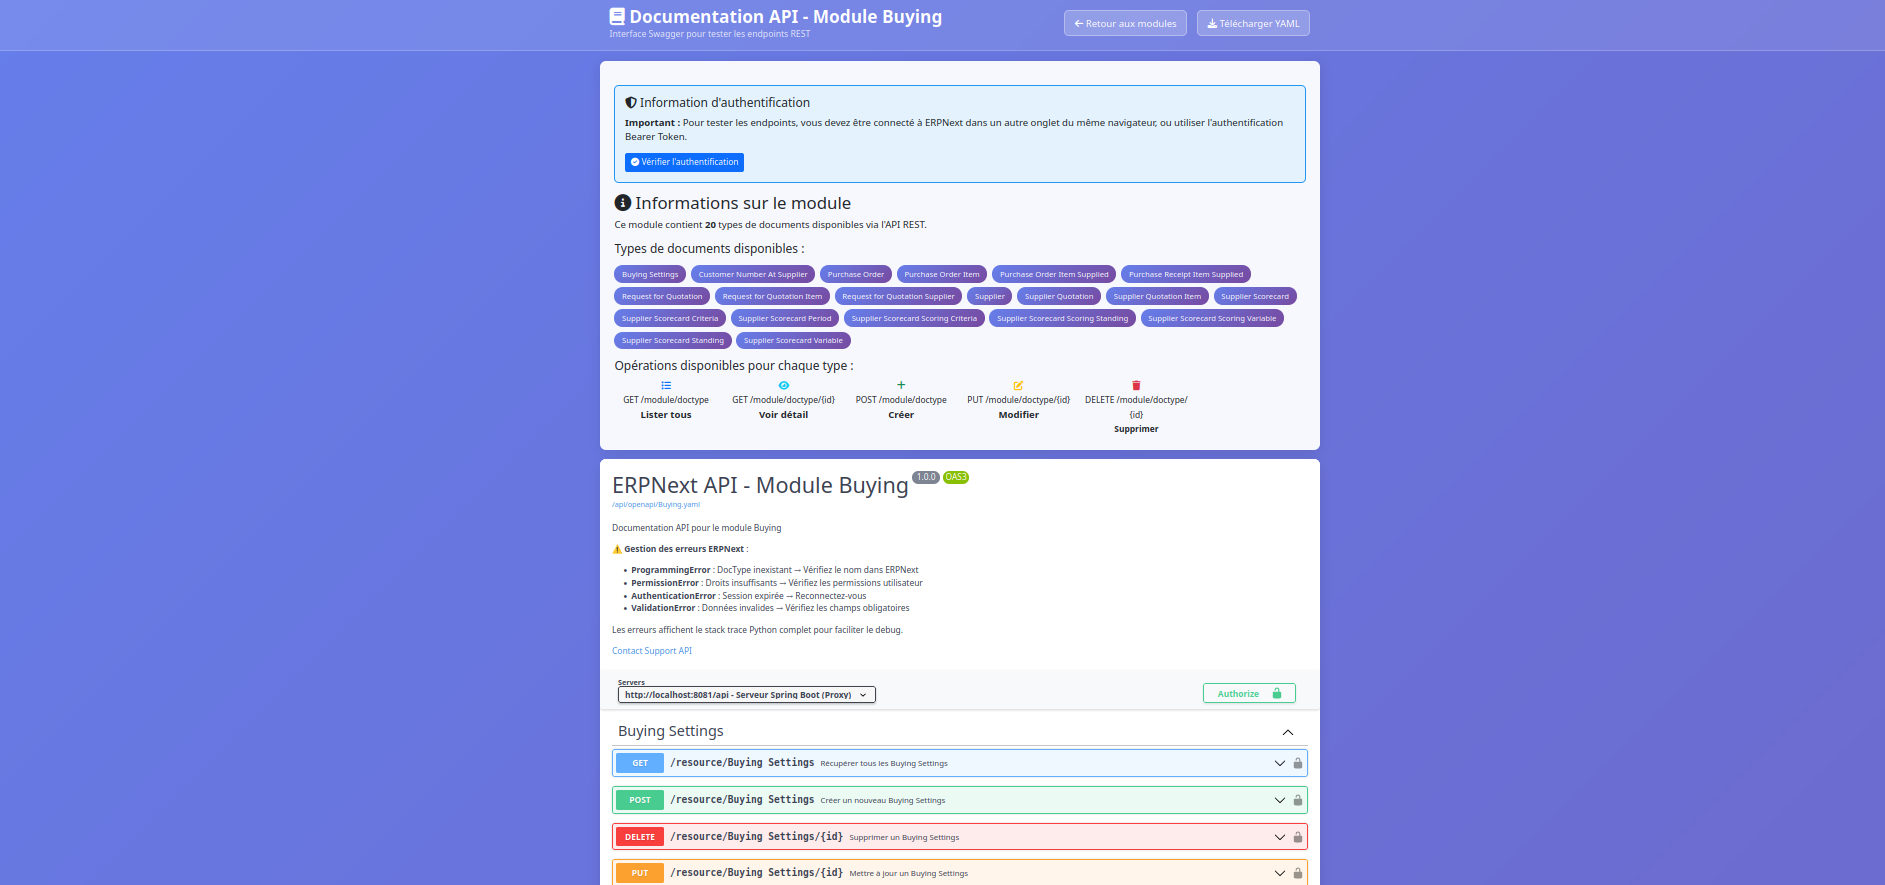 Documentation API - Module Buying
Interface Swagger pour tester les endpoints REST
Retour aux modules
Télécharger YAML
Information d'authentification
Important : Pour tester les endpoints, vous devez être connecté à ERPNext dans un autre onglet du même navigateur, ou utiliser l'authentification
Bearer Token.
Vérifier l'authentification
Informations sur le module
Ce module contient 20 types de documents disponibles via l'API REST.
Types de documents disponibles :
Buying Settings Customer Number At Supplier Purchase Order Purchase Order Item Purchase Order Item Supplied Purchase Receipt Item Supplied
Request for Quotation Request for Quotation Item Request for Quotation Supplier Supplier Supplier Quotation Supplier Quotation Item Supplier Scorecard
Supplier Scorecard Criteria Supplier Scorecard Period Supplier Scorecard Scoring Criteria Supplier Scorecard Scoring Standing Supplier Scorecard Scoring Variable
Supplier Scorecard Standing Supplier Scorecard Variable
Opérations disponibles pour chaque type :
GET /module/doctype
Lister tous
GET /module/doctype/{id}
Voir détail
POST /module/doctype
Créer
PUT /module/doctype/{id}
Modifier
DELETE /module/doctype/
{id}
Supprimer
ERPNext API - Module Buying 1.0.0 OAS3
/api/openapi/Buying.yaml
Documentation API pour le module Buying
⚠️ Gestion des erreurs ERPNext :
• ProgrammingError : DocType inexistant → Vérifiez le nom dans ERPNext
• PermissionError : Droits insuffisants → Vérifiez les permissions utilisateur
• AuthenticationError : Session expirée → Reconnectez-vous
• ValidationError : Données invalides → Vérifiez les champs obligatoires
Les erreurs affichent le stack trace Python complet pour faciliter le debug.
Contact Support API
Servers
http://localhost:8081/api - Serveur Spring Boot (Proxy)
Authorize
Buying Settings
GET /resource/Buying Settings Récupérer tous les Buying Settings
POST /resource/Buying Settings Créer un nouveau Buying Settings
DELETE /resource/Buying Settings/{id} Supprimer un Buying Settings
PUT /resource/Buying Settings/{id} Mettre à jour un Buying Settings